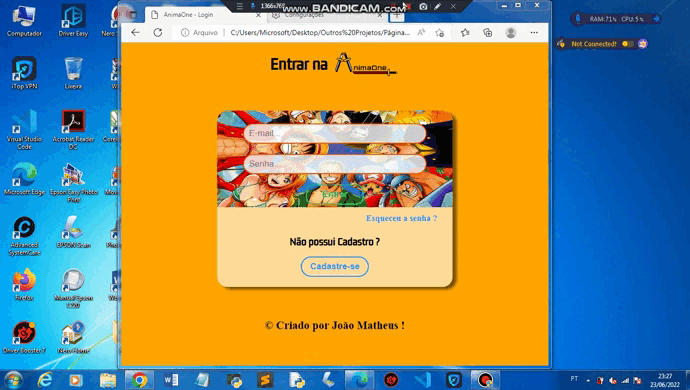 1366x768
www.BANDICAM.com
RAM:71% CPU:5%
Not Connected!
AnimaOne - Login
Configurações
Arquivo
C:/Users/Microsoft/Desktop/Outros%20Projetos/Página...
Entrar na AnimaOne
E-mail
Senha
Esqueceu a senha ?
Não possui Cadastro ?
Cadastre-se
© Criado por João Matheus !
Computador
Driver Easy
iTop VPN
Lixeira
Visual Studio Code
Acrobat Reader DC
Microsoft Edge
Epson Easy Photo Print
Advanced SystemCare
EPSON Scan
Firefox
Manual Epson L220
Driver Booster 7
Nero Home
PT
23:27
23/06/2022